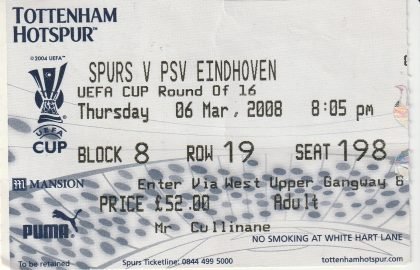 TOTTENHAM
HOTSPUR
© 2004 UEFA™
SPURS V PSV EINDHOVEN
UEFA CUP Round Of 16
Thursday 06 Mar, 2008 8:05 pm
UEFA
CUP
BLOCK 8 ROW 19 SEAT 198
MANSION
Enter Via West Upper Gangway 8
PRICE £52.00 Adult
PUMA
Mr Cullinane
NO SMOKING AT WHITE HART LANE
To be retained
Spurs Ticketline: 0844 499 5000
tottenhamhotspur.com